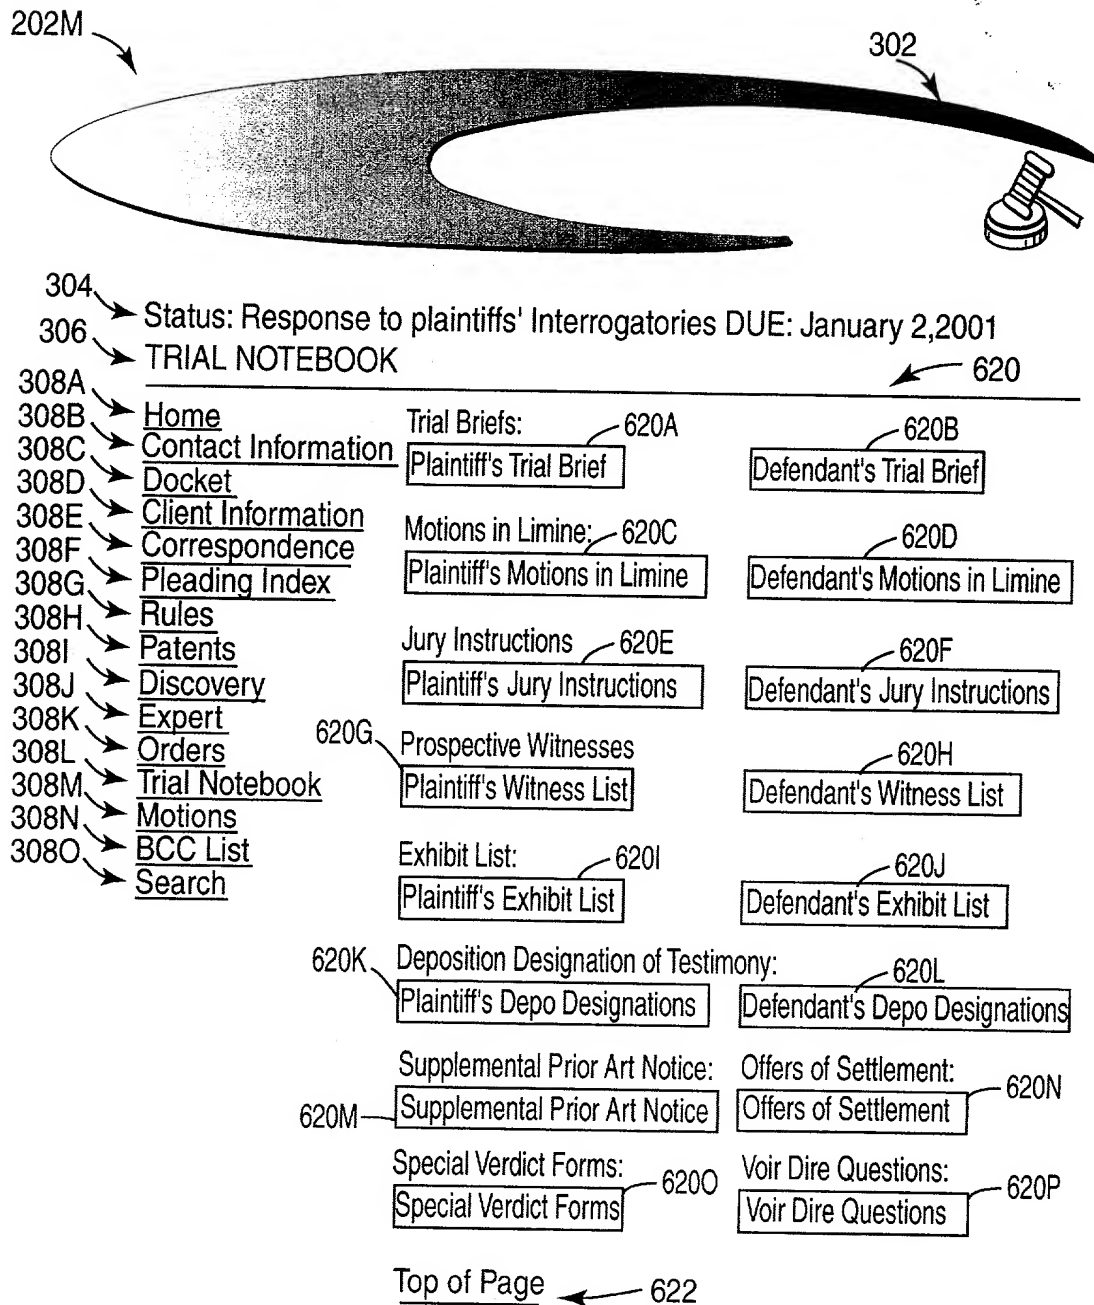 202M
302
304 Status: Response to plaintiffs' Interrogatories DUE: January 2,2001
306 TRIAL NOTEBOOK
620
308A Home
308B Contact Information
308C Docket
308D Client Information
308E Correspondence
308F Pleading Index
308G Rules
308H Patents
308I Discovery
308J Expert
308K Orders
308L Trial Notebook
308M Motions
308N BCC List
308O Search
Trial Briefs: 620A 620B
Plaintiff's Trial Brief Defendant's Trial Brief
Motions in Limine: 620C 620D
Plaintiff's Motions in Limine Defendant's Motions in Limine
Jury Instructions 620E 620F
Plaintiff's Jury Instructions Defendant's Jury Instructions
620G Prospective Witnesses 620H
Plaintiff's Witness List Defendant's Witness List
Exhibit List: 620I 620J
Plaintiff's Exhibit List Defendant's Exhibit List
620K Deposition Designation of Testimony: 620L
Plaintiff's Depo Designations Defendant's Depo Designations
Supplemental Prior Art Notice: Offers of Settlement:
620M Supplemental Prior Art Notice Offers of Settlement 620N
Special Verdict Forms: 620O Voir Dire Questions: 620P
Special Verdict Forms Voir Dire Questions
Top of Page 622